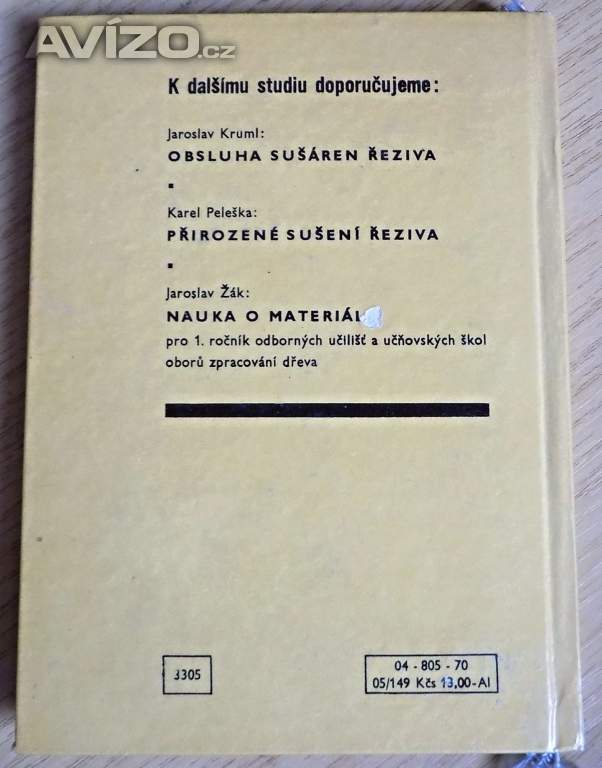 AVÍZO.cz
K dalšímu studiu doporučujeme:
Jaroslav Kruml:
OBSLUHA SUŠÁREN ŘEZIVA
Karel Peleška:
PŘIROZENÉ SUŠENÍ ŘEZIVA
Jaroslav Žák:
NAUKA O MATERIÁL
pro 1. ročník odborných učilišť a učňovských škol
oborů zpracování dřeva
3305
04 - 805 - 70
05/149 Kčs 13,00-AI